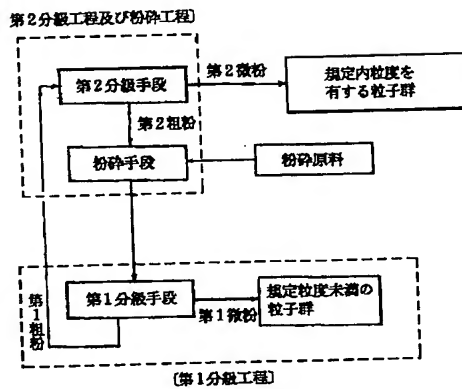 第2分級工程及び粉砕工程〕
第2分級手段
第2微粉
規定内粒度を
有する粒子群
第2粗粉
粉砕手段
粉砕原料
第1粗粉
第1分級手段
第1微粉
規定粒度未満の
粒子群
〔第1分級工程〕